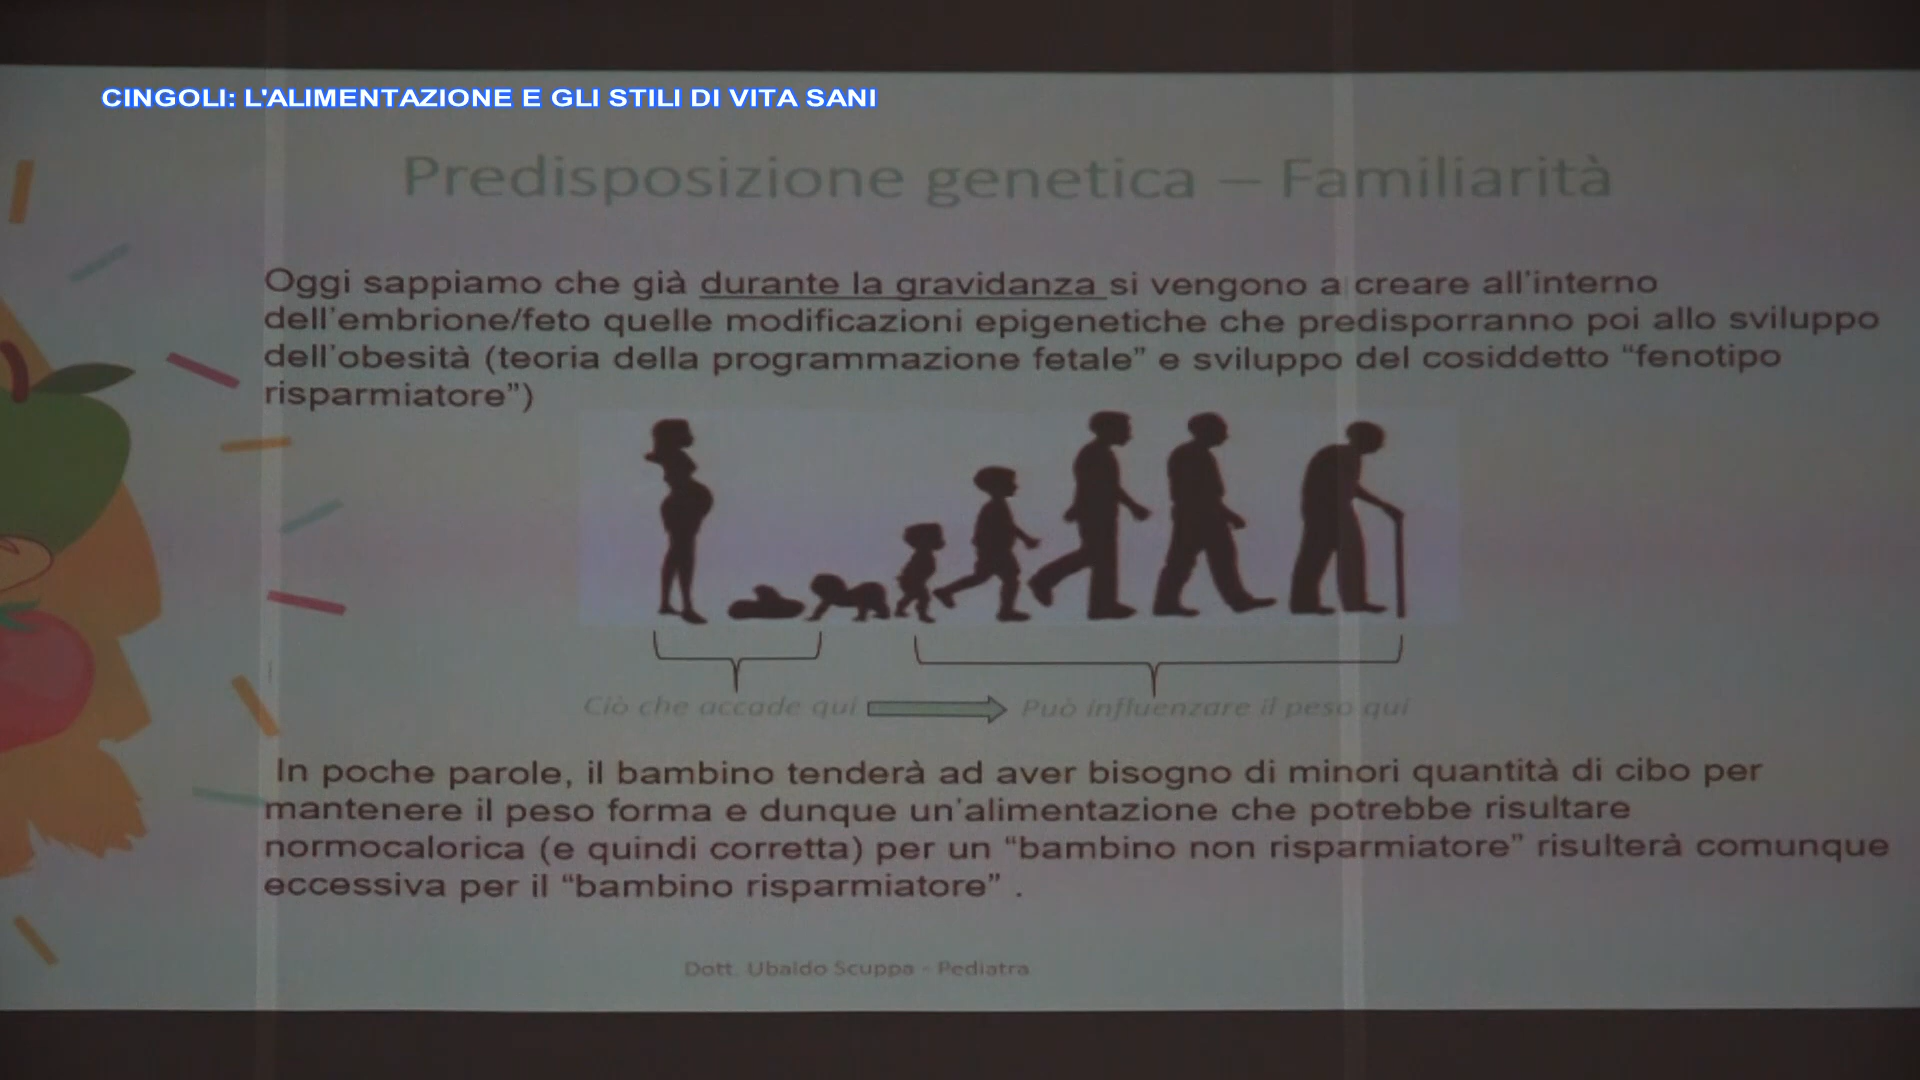 CINGOLI: L'ALIMENTAZIONE E GLI STILI DI VITA SANI
Predisposizione genetica – Familiarità
Oggi sappiamo che già durante la gravidanza si vengono a creare all'interno
dell'embrione/feto quelle modificazioni epigenetiche che predisporranno poi allo sviluppo
dell'obesità (teoria della programmazione fetale” e sviluppo del cosiddetto “fenotipo
risparmiatore”)
Ciò che accade qui Può influenzare il peso qui
In poche parole, il bambino tenderà ad aver bisogno di minori quantità di cibo per
mantenere il peso forma e dunque un'alimentazione che potrebbe risultare
normocalorica (e quindi corretta) per un “bambino non risparmiatore” risulterà comunque
eccessiva per il “bambino risparmiatore” .
Dott. Ubaldo Scuppa - Pediatra